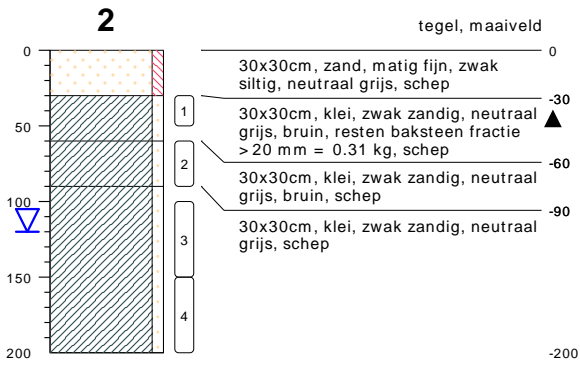 2
tegel, maaiveld
0
0
30x30cm, zand, matig fijn, zwak
siltig, neutraal grijs, schep
-30
1
30x30cm, klei, zwak zandig, neutraal
grijs, bruin, resten baksteen fractie
>20 mm = 0.31 kg, schep
50
-60
2
30x30cm, klei, zwak zandig, neutraal
grijs, bruin, schep
-90
100
3
30x30cm, klei, zwak zandig, neutraal
grijs, schep
150
4
200
-200